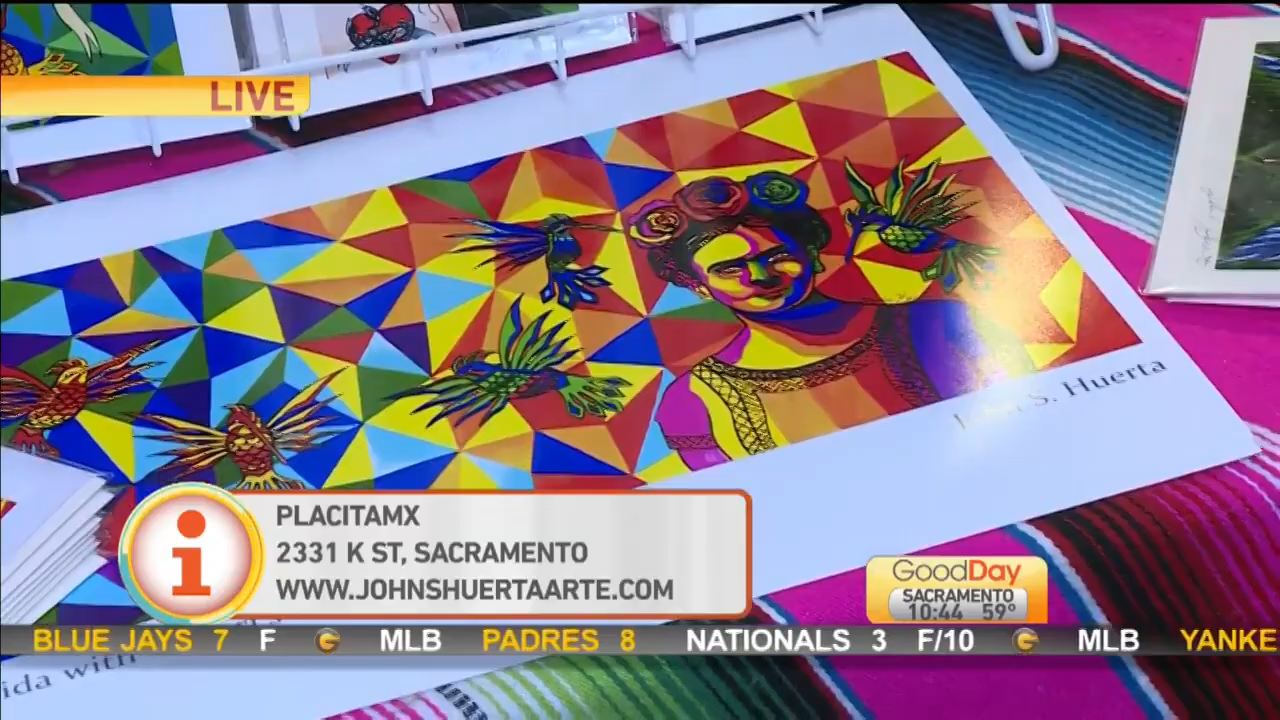 LIVE
S. Huerta
PLACITAMX
2331 K ST, SACRAMENTO
WWW.JOHNSHUERTAARTE.COM
GoodDay
SACRAMENTO
10:44 59°
BLUE JAYS 7 F MLB PADRES 8 NATIONALS 3 F/10 MLB YANKE
with